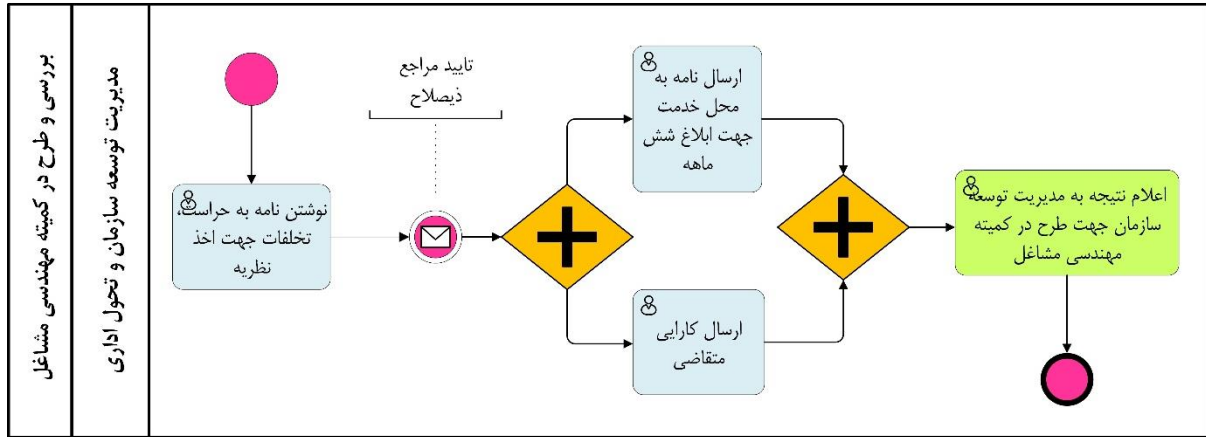 بررسی و طرح در کمیته مهندسی مشاغل
مدیریت توسعه سازمان و تحول اداری
نوشتن نامه به حراست،
تخلفات جهت اخذ
نظریه
تایید مراجع
ذیصلاح
ارسال نامه به
محل خدمت
جهت ابلاغ شش
ماهه
ارسال کارایی
متقاضی
اعلام نتیجه به مدیریت توسعه
سازمان جهت طرح در کمیته
مهندسی مشاغل